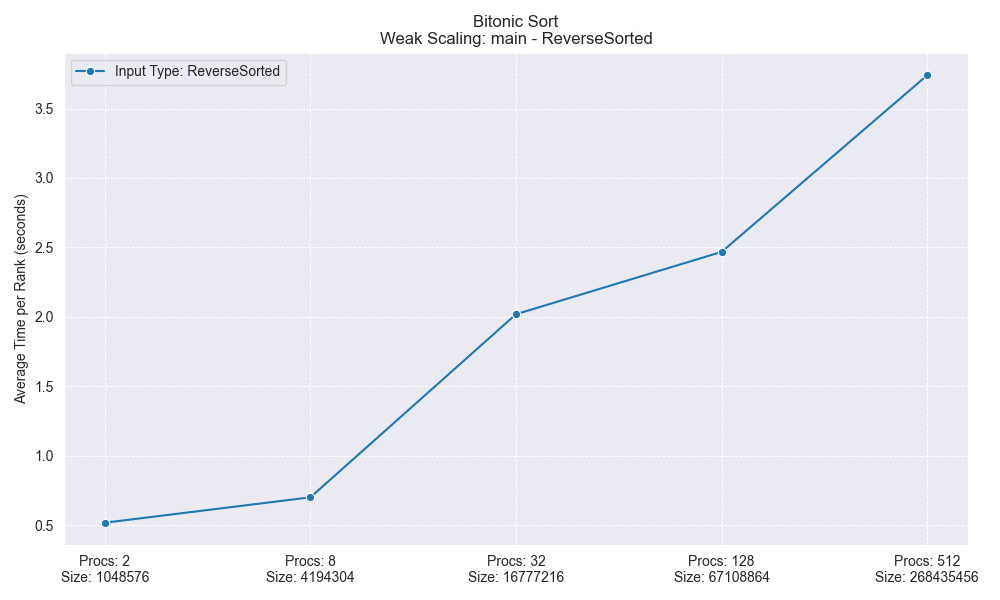 Bitonic Sort
Weak Scaling: main - ReverseSorted
Input Type: ReverseSorted
Average Time per Rank (seconds)
3.5
3.0
2.5
2.0
1.5
1.0
0.5
Procs: 2 Procs: 8 Procs: 32 Procs: 128 Procs: 512
Size: 1048576 Size: 4194304 Size: 16777216 Size: 67108864 Size: 268435456